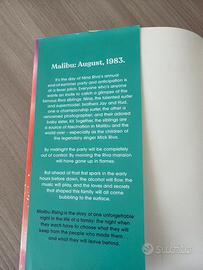 Malibu: August, 1983.
It's the day of Nina Riva's annual
end-of-summer party and anticipation is
at a fever pitch. Everyone who's anyone
wants an invite to catch a glimpse of the
famous Riva siblings: Nina, the talented surfer
and supermodel; brothers Jay and Hud,
one a championship surfer, the other a
renowned photographer; and their adored
baby sister, Kit. Together, the siblings are
a source of fascination in Malibu and the
world over – especially as the children of
the legendary singer Mick Riva.
By midnight the party will be completely
out of control. By morning the Riva mansion
will have gone up in flames.
But ahead of that first spark in the early
hours before dawn, the alcohol will flow, the
music will play, and the loves and secrets
that shaped this family will all come
bubbling to the surface.
Malibu Rising is the story of one unforgettable
night in the life of a family: the night when
they each have to choose what they will
keep from the people who made them
and what they will leave behind.
Subito